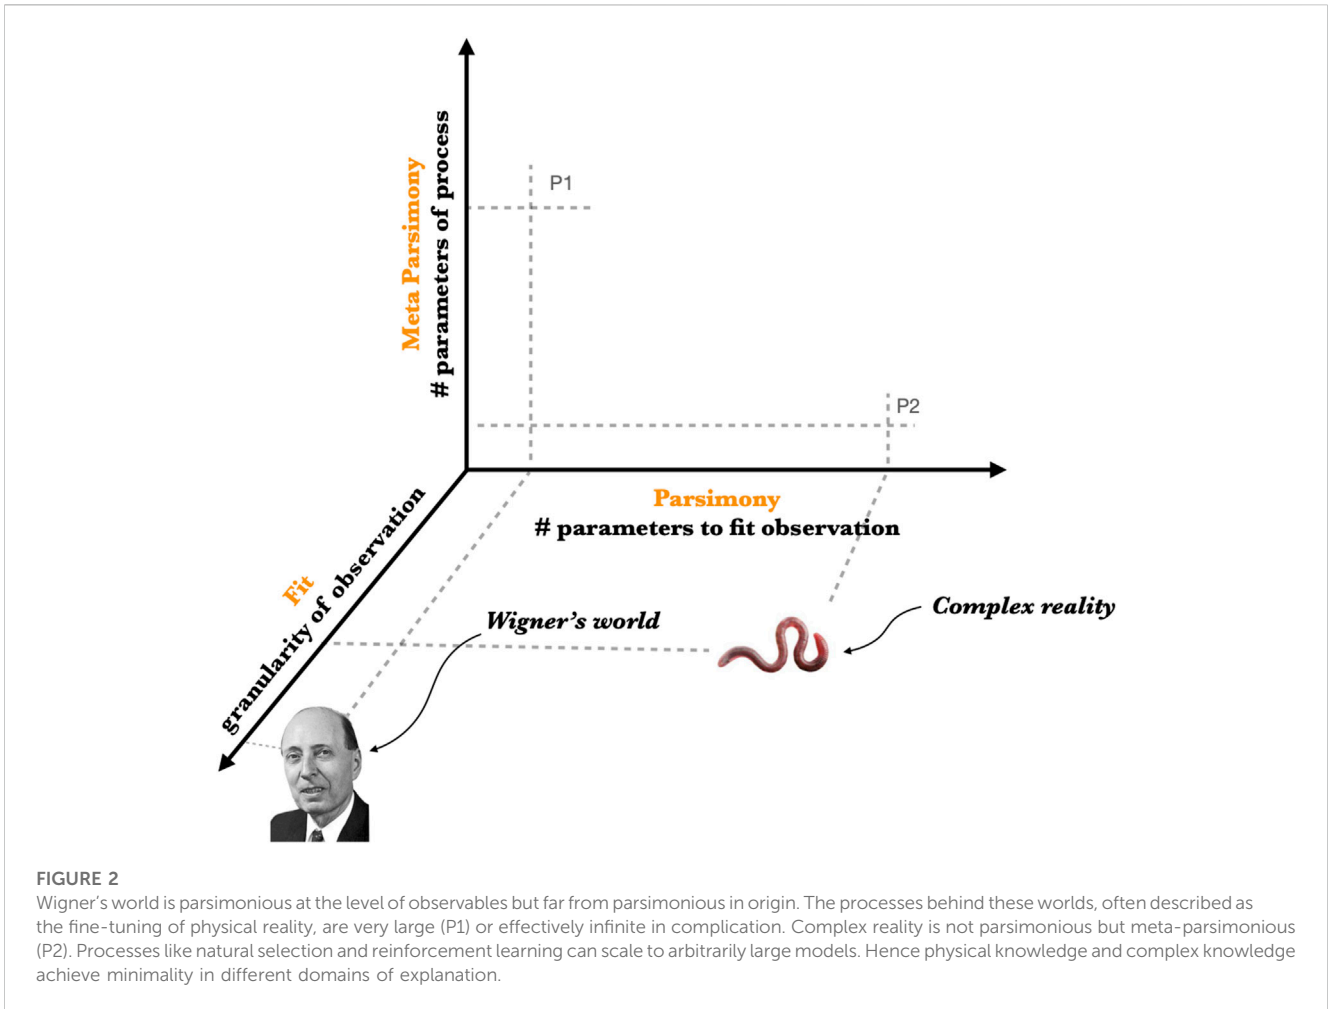 Meta Parsimony
# parameters of process
P1
P2
Parsimony
# parameters to fit observation
Fit
granularity of observation
Wigner's world
Complex reality
FIGURE 2
Wigner's world is parsimonious at the level of observables but far from parsimonious in origin. The processes behind these worlds, often described as
the fine-tuning of physical reality, are very large (P1) or effectively infinite in complication. Complex reality is not parsimonious but meta-parsimonious
(P2). Processes like natural selection and reinforcement learning can scale to arbitrarily large models. Hence physical knowledge and complex knowledge
achieve minimality in different domains of explanation.